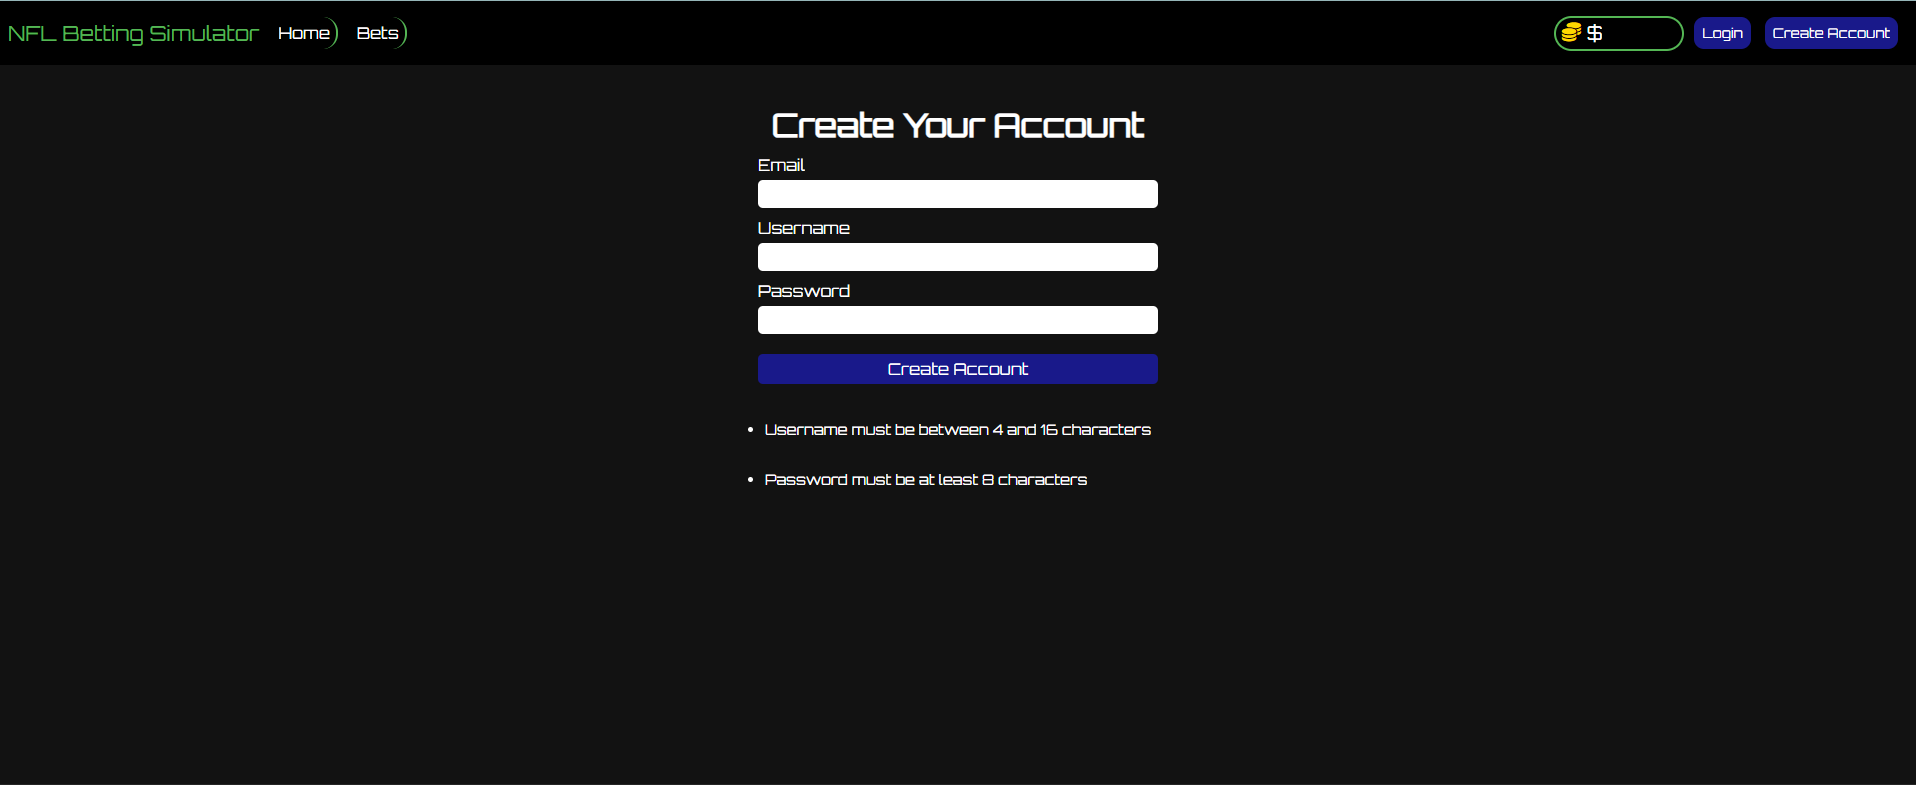 NFL Betting Simulator Home Bets $ Login Create Account
Create Your Account
Email
Username
Password
Create Account
• Username must be between 4 and 16 characters
• Password must be at least 8 characters